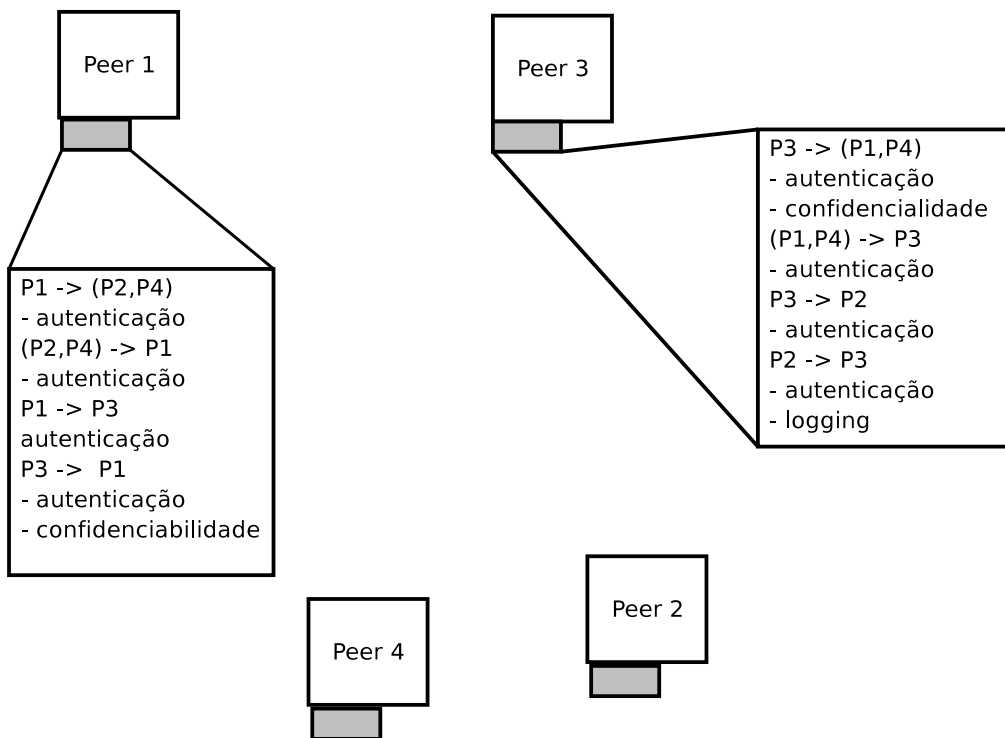 Peer 1
Peer 3
P3 -> (P1,P4)
- autenticação
- confidencialidade
(P1,P4) -> P3
- autenticação
P3 -> P2
- autenticação
P2 -> P3
- autenticação
- logging
P1 -> (P2,P4)
- autenticação
(P2,P4) -> P1
- autenticação
P1 -> P3
autenticação
P3 ->  P1
- autenticação
- confidenciabilidade
Peer 2
Peer 4